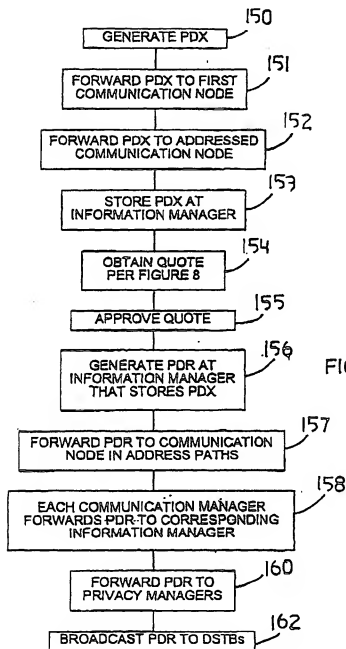 150
GENERATE PDX
151
FORWARD PDX TO FIRST
COMMUNICATION NODE
152
FORWARD PDX TO ADDRESSED
COMMUNICATION NODE
153
STORE PDX AT
INFORMATION MANAGER
154
OBTAIN QUOTE
PER FIGURE 8
155
APPROVE QUOTE
156
GENERATE PDR AT
INFORMATION MANAGER
THAT STORES PDX
FIG
157
FORWARD PDR TO COMMUNICATION
NODE IN ADDRESS PATHS
158
EACH COMMUNICATION MANAGER
FORWARDS PDR TO CORRESPONDING
INFORMATION MANAGER
160
FORWARD PDR TO
PRIVACY MANAGERS
162
BROADCAST PDR TO DSTBs